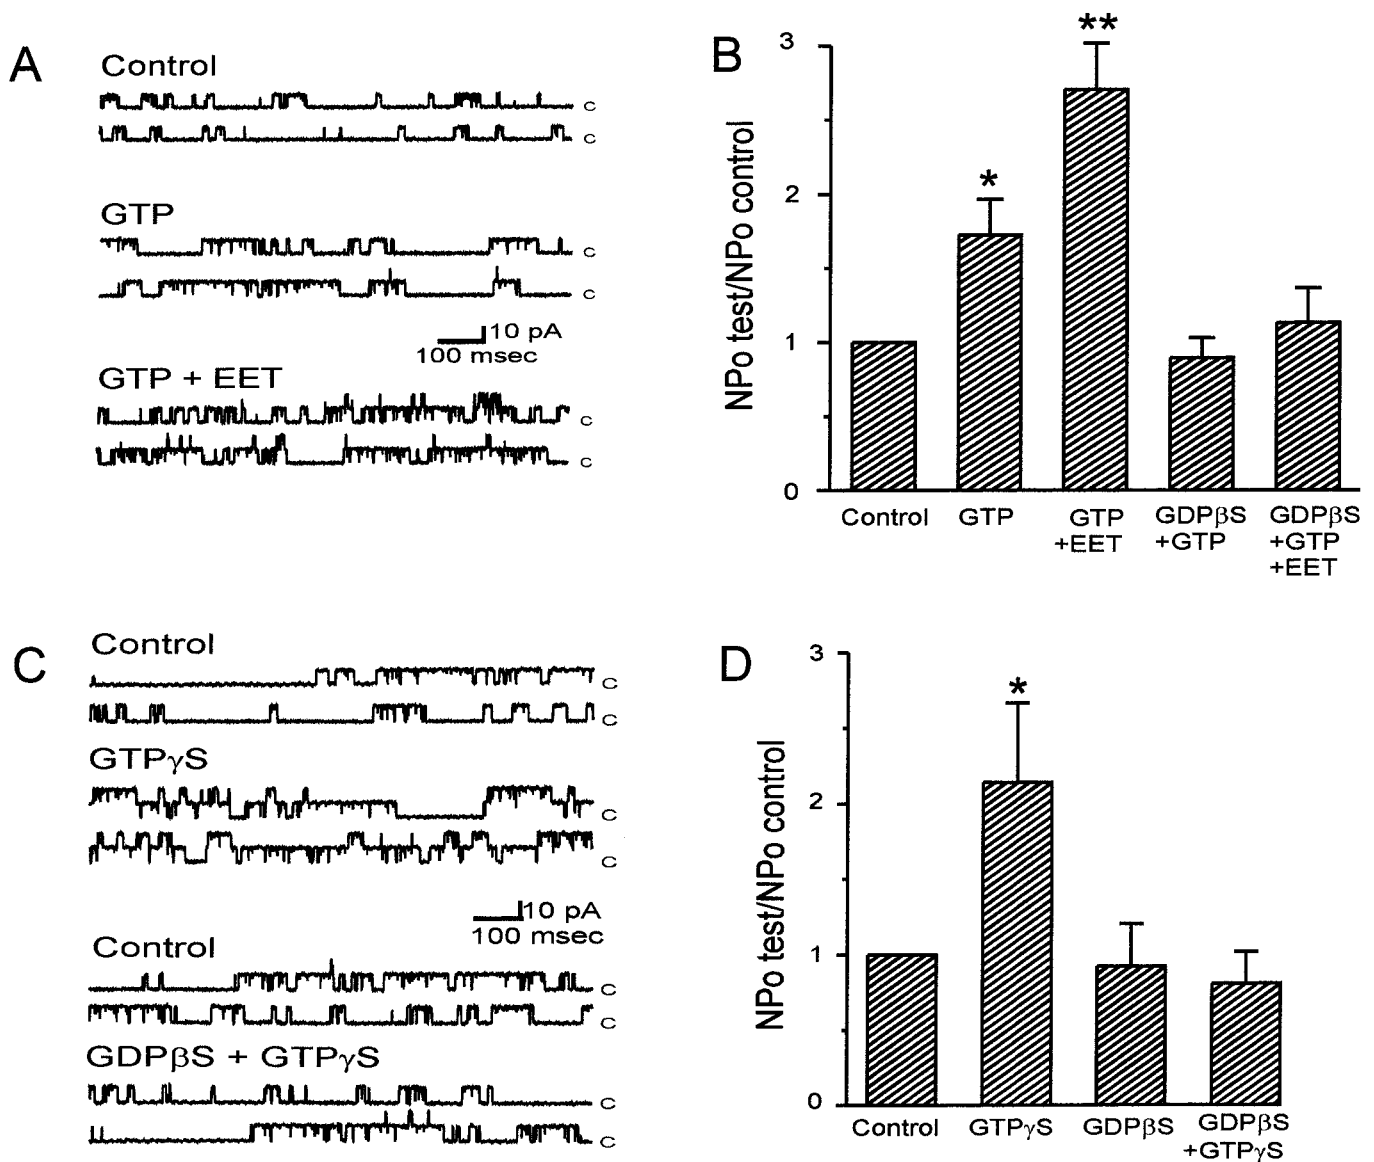 A
Control
c
c
GTP
c
c
10 pA
100 msec
GTP + EET
c
c
B
**
*
3
2
1
0
NPo test/NPo control
Control GTP GTP GDPβS GDPβS
+EET +GTP +GTP
+EET
C
Control
c
c
GTPγS
c
c
10 pA
100 msec
Control
c
c
GDPβS + GTPγS
c
c
D
*
3
2
1
0
NPo test/NPo control
Control GTPγS GDPβS GDPβS
+GTPγS